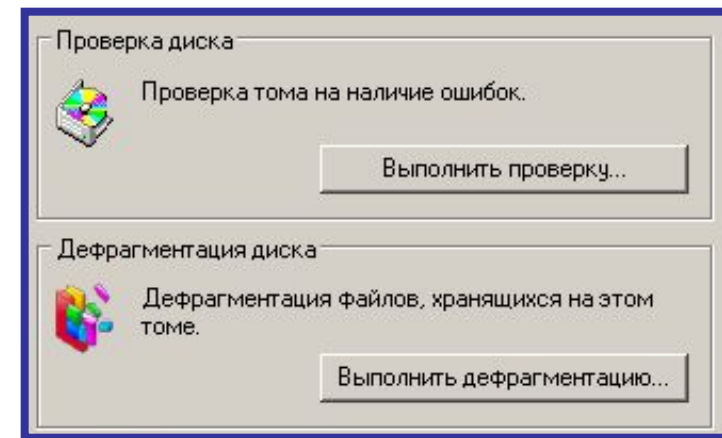 Проверка диска
Проверка тома на наличие ошибок.
Выполнить проверку...
Дефрагментация диска
Дефрагментация файлов, хранящихся на этом
томе.
Выполнить дефрагментацию...